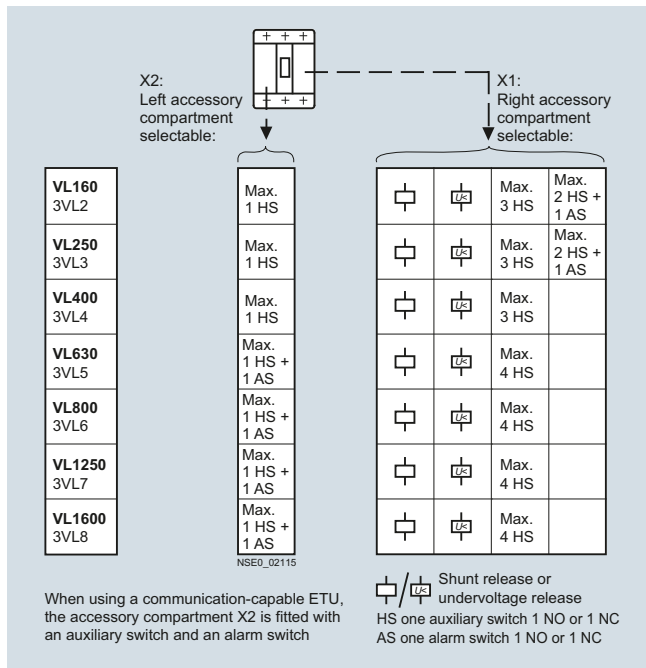 X2:
Left accessory
compartment
selectable:
X1:
Right accessory
compartment
selectable:
VL160
3VL2
Max.
1 HS
U<
Max.
3 HS
Max.
2 HS +
1 AS
VL250
3VL3
Max.
1 HS
U<
Max.
3 HS
Max.
2 HS +
1 AS
VL400
3VL4
Max.
1 HS
U<
Max.
3 HS
VL630
3VL5
Max.
1 HS +
1 AS
U<
Max.
4 HS
VL800
3VL6
Max.
1 HS +
1 AS
U<
Max.
4 HS
VL1250
3VL7
Max.
1 HS +
1 AS
U<
Max.
4 HS
VL1600
3VL8
Max.
1 HS +
1 AS
U<
Max.
4 HS
NSE0_02115
When using a communication-capable ETU,
the accessory compartment X2 is fitted with
an auxiliary switch and an alarm switch
/ U< Shunt release or
undervoltage release
HS one auxiliary switch 1 NO or 1 NC
AS one alarm switch 1 NO or 1 NC